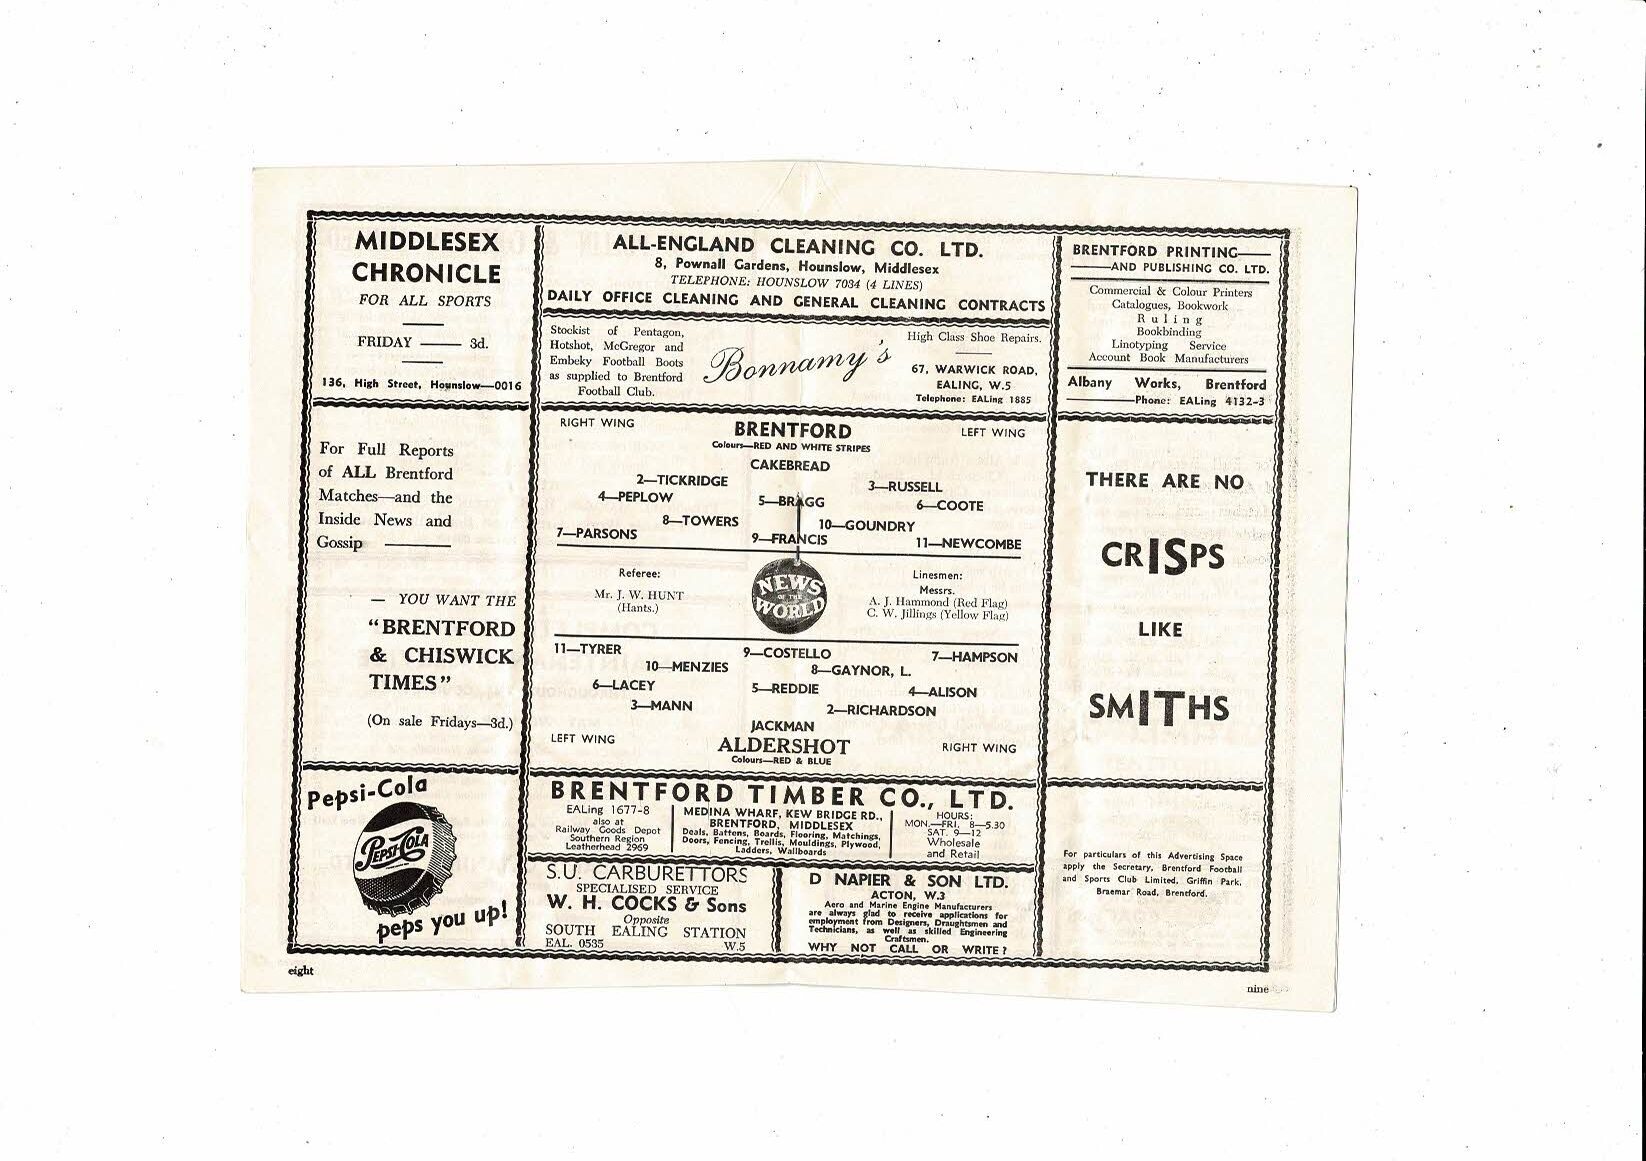 MIDDLESEX
CHRONICLE
FOR ALL SPORTS
FRIDAY —— 3d.
136, High Street, Hounslow—0016
For Full Reports
of ALL Brentford
Matches—and the
Inside News and
Gossip ——
— YOU WANT THE
“BRENTFORD
& CHISWICK
TIMES”
(On sale Fridays—3d.)
Pepsi-Cola
PEPSI-COLA
peps you up!
ALL-ENGLAND CLEANING CO. LTD.
8, Pownall Gardens, Hounslow, Middlesex
TELEPHONE: HOUNSLOW 7034 (4 LINES)
DAILY OFFICE CLEANING AND GENERAL CLEANING CONTRACTS
Stockist of Pentagon,
Hotshot, McGregor and
Embeky Football Boots
as supplied to Brentford
Football Club.
Bonnamy's
High Class Shoe Repairs.
67, WARWICK ROAD,
EALING, W.5
Telephone: EALing 1885
RIGHT WING
BRENTFORD
LEFT WING
Colours—RED AND WHITE STRIPES
CAKEBREAD
2—TICKRIDGE
3—RUSSELL
4—PEPLOW
5—BRAGG
6—COOTE
8—TOWERS
10—GOUNDRY
7—PARSONS
9—FRANCIS
11—NEWCOMBE
Referee:
Mr. J. W. HUNT
(Hants.)
NEWS
OF THE
WORLD
Linesmen:
Messrs.
A. J. Hammond (Red Flag)
C. W. Jillings (Yellow Flag)
11—TYRER
9—COSTELLO
7—HAMPSON
10—MENZIES
8—GAYNOR, L.
6—LACEY
5—REDDIE
4—ALISON
3—MANN
2—RICHARDSON
JACKMAN
LEFT WING
ALDERSHOT
RIGHT WING
Colours—RED & BLUE
BRENTFORD TIMBER CO., LTD.
EALing 1677-8
also at
Railway Goods Depot
Southern Region
Leatherhead 2969
MEDINA WHARF, KEW BRIDGE RD.,
BRENTFORD, MIDDLESEX
Deals, Battens, Boards, Flooring, Matchings,
Doors, Fencing, Trellis, Mouldings, Plywood,
Ladders, Wallboards
HOURS:
MON.—FRI. 8—5.30
SAT. 9—12
Wholesale
and Retail
S.U. CARBURETTORS
SPECIALISED SERVICE
W. H. COCKS & Sons
Opposite
SOUTH EALING STATION
EAL. 0535 W.5
D NAPIER & SON LTD.
ACTON, W.3
Aero and Marine Engine Manufacturers
are always glad to receive applications for
employment from Designers, Draughtsmen and
Technicians, as well as skilled Engineering
Craftsmen.
WHY NOT CALL OR WRITE ?
BRENTFORD PRINTING——
——AND PUBLISHING CO. LTD.
Commercial & Colour Printers
Catalogues, Bookwork
Ruling
Bookbinding
Linotyping Service
Account Book Manufacturers
Albany Works, Brentford
——Phone: EALing 4132-3
THERE ARE NO
CRISPS
LIKE
SMITHS
For particulars of this Advertising Space
apply the Secretary, Brentford Football
and Sports Club Limited, Griffin Park,
Braemar Road, Brentford.
eight
nine